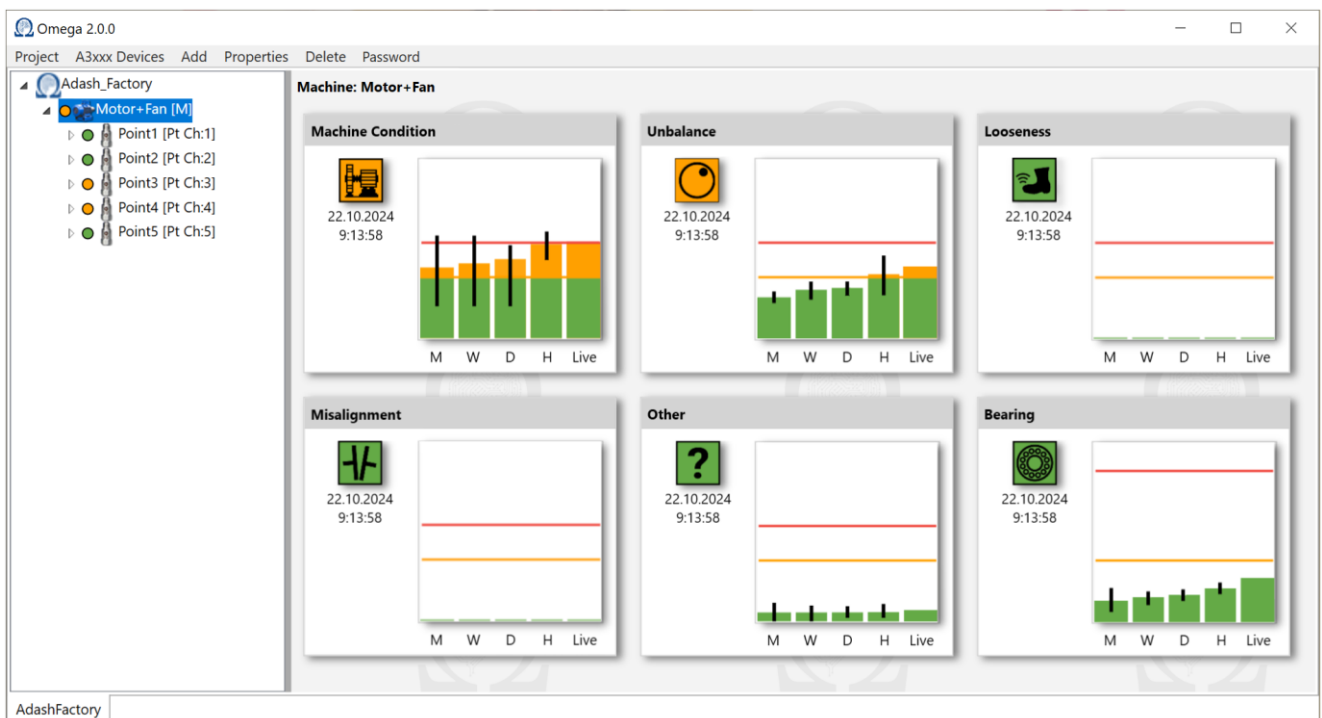 Omega 2.0.0
Project A3xxx Devices Add Properties Delete Password
Adash_Factory
Motor+Fan [M]
Point1 [Pt Ch:1]
Point2 [Pt Ch:2]
Point3 [Pt Ch:3]
Point4 [Pt Ch:4]
Point5 [Pt Ch:5]
Machine: Motor+Fan
Machine Condition
22.10.2024
9:13:58
M W D H Live
Unbalance
22.10.2024
9:13:58
M W D H Live
Looseness
22.10.2024
9:13:58
M W D H Live
Misalignment
22.10.2024
9:13:58
M W D H Live
Other
?
22.10.2024
9:13:58
M W D H Live
Bearing
22.10.2024
9:13:58
M W D H Live
AdashFactory